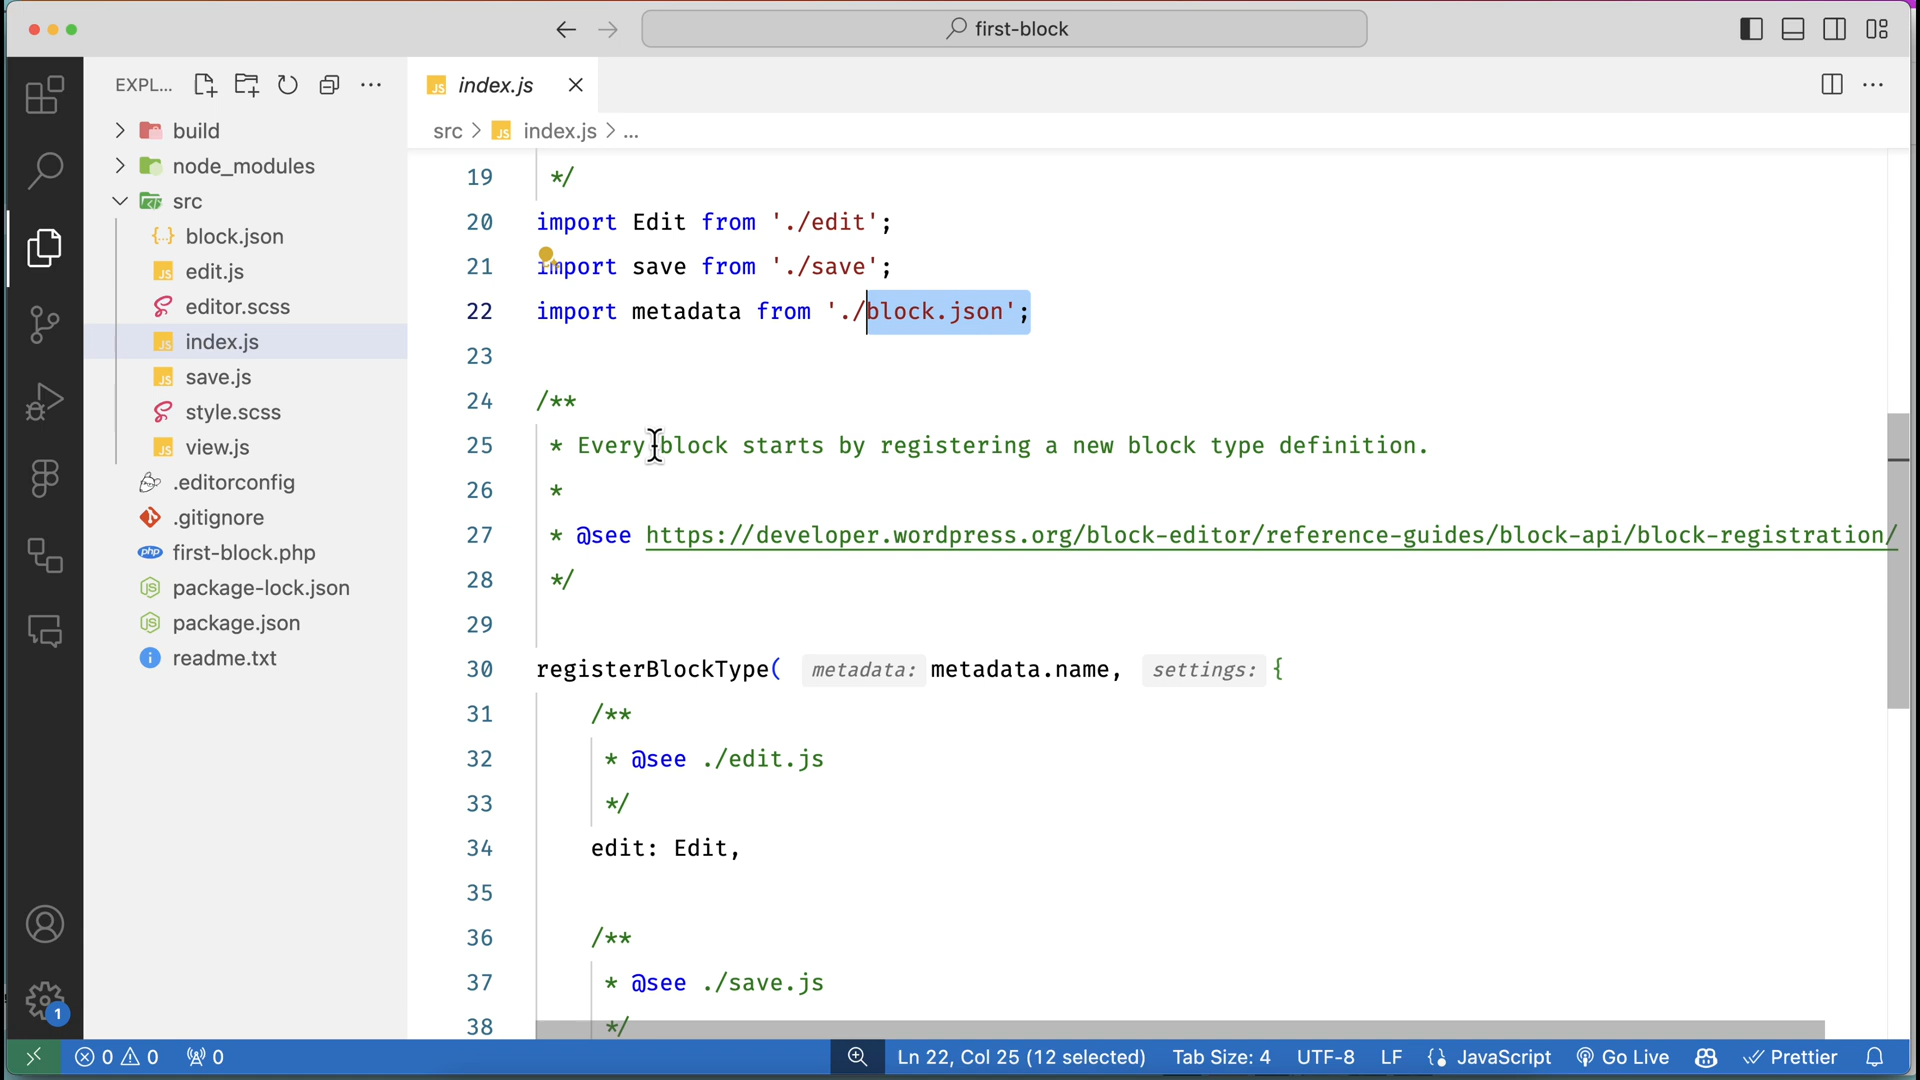 first-block
EXPL...
build
node_modules
src
block.json
edit.js
editor.scss
index.js
save.js
style.scss
view.js
.editorconfig
.gitignore
first-block.php
package-lock.json
package.json
readme.txt
1
JS index.js
src > JS index.js > ...
19 */
20 import Edit from './edit';
21 import save from './save';
22 import metadata from './block.json';
23
24 /**
25 * Every block starts by registering a new block type definition.
26 *
27 * @see https://developer.wordpress.org/block-editor/reference-guides/block-api/block-registration/
28 */
29
30 registerBlockType( metadata: metadata.name, settings: {
31 /**
32 * @see ./edit.js
33 */
34 edit: Edit,
35
36 /**
37 * @see ./save.js
38 */
0 0 0 Ln 22, Col 25 (12 selected) Tab Size: 4 UTF-8 LF JavaScript Go Live Prettier